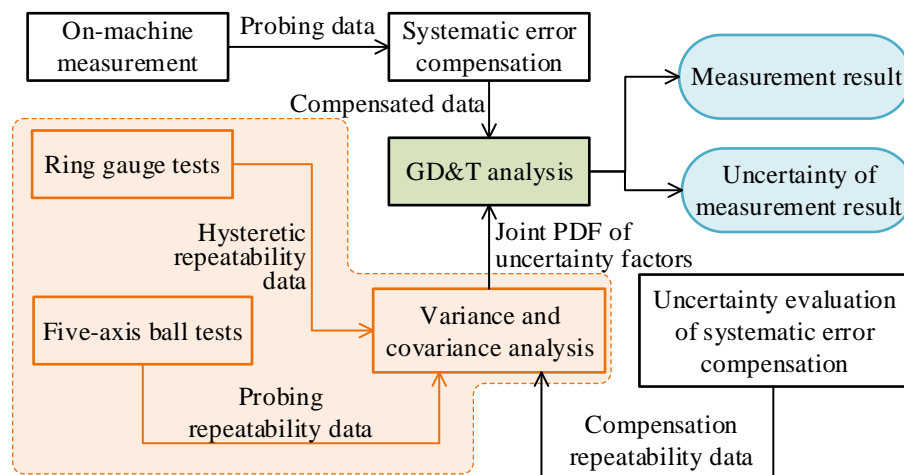 On-machine
measurement
Probing data
Systematic error
compensation
Measurement
result
Compensated data
Ring gauge tests
GD&T analysis
Uncertainty of
measurement result
Hysteretic
repeatability
data
Joint PDF of
uncertainty factors
Five-axis ball tests
Variance and
covariance analysis
Uncertainty evaluation
of systematic error
compensation
Probing
repeatability data
Compensation
repeatability data